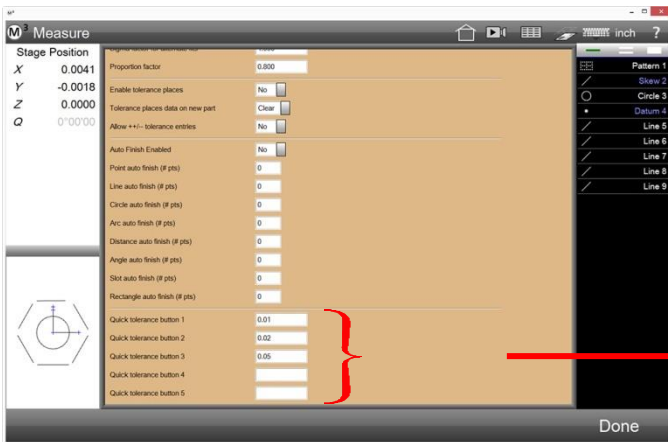 M³
M³ Measure
inch ?
Stage Position
X 0.0041
Y -0.0018
Z 0.0000
Q 0°00'00
Proportion factor 0.800
Enable tolerance places No
Tolerance places data on new part Clear
Allow ++/-- tolerance entries No
Auto Finish Enabled No
Point auto finish (# pts) 0
Line auto finish (# pts) 0
Circle auto finish (# pts) 0
Arc auto finish (# pts) 0
Distance auto finish (# pts) 0
Angle auto finish (# pts) 0
Slot auto finish (# pts) 0
Rectangle auto finish (# pts) 0
Quick tolerance button 1 0.01
Quick tolerance button 2 0.02
Quick tolerance button 3 0.05
Quick tolerance button 4
Quick tolerance button 5
Pattern 1
Skew 2
Circle 3
Datum 4
Line 5
Line 6
Line 7
Line 8
Line 9
Done